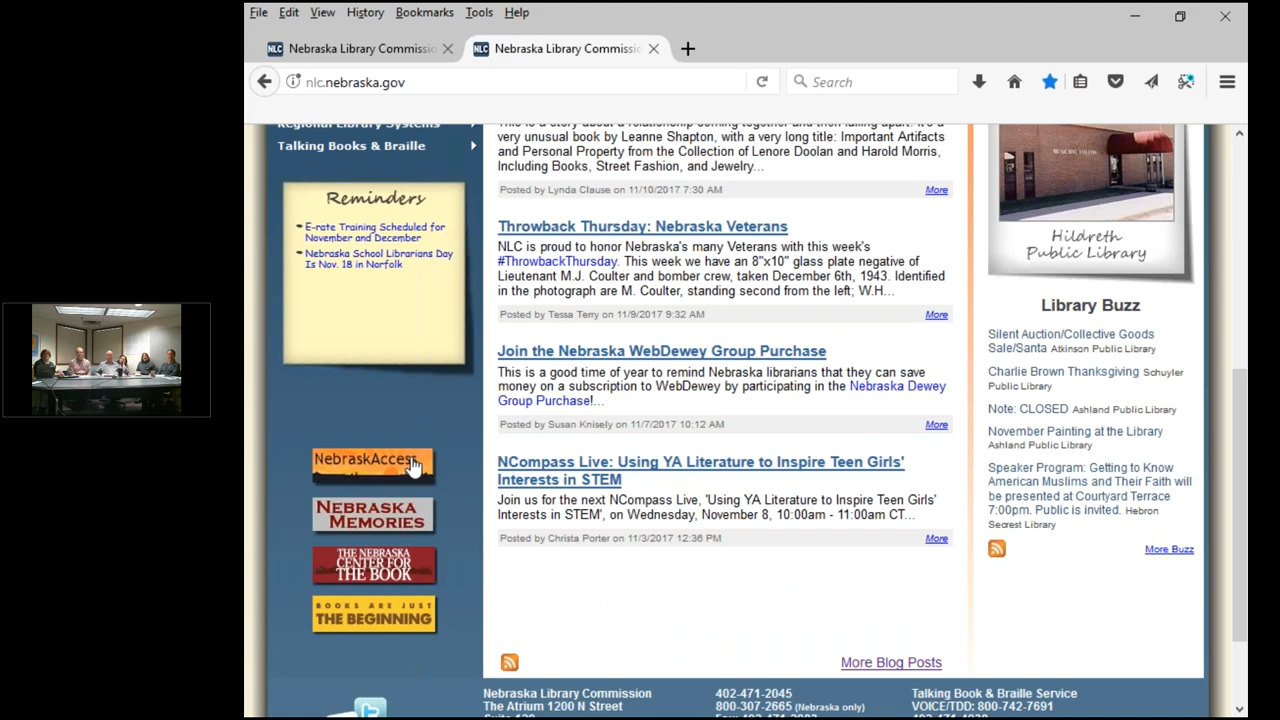 File Edit View History Bookmarks Tools Help
NLC Nebraska Library Commissio
NLC Nebraska Library Commissio
nlc.nebraska.gov
Search
Regional Library Systems
Talking Books & Braille
Reminders
E-rate Training Scheduled for
November and December
Nebraska School Librarians Day
Is Nov. 18 in Norfolk
NebraskAccess
NEBRASKA
MEMORIES
THE NEBRASKA
CENTER FOR
THE BOOK
BOOKS ARE JUST
THE BEGINNING
This is a story about a relationship coming together and then falling apart. It's a
very unusual book by Leanne Shapton, with a very long title: Important Artifacts
and Personal Property from the Collection of Lenore Doolan and Harold Morris,
Including Books, Street Fashion, and Jewelry...
Posted by Lynda Clause on 11/10/2017 7:30 AM
More
Throwback Thursday: Nebraska Veterans
NLC is proud to honor Nebraska's many Veterans with this week's
#ThrowbackThursday. This week we have an 8"x10" glass plate negative of
Lieutenant M.J. Coulter and bomber crew, taken December 6th, 1943. Identified
in the photograph are M. Coulter, standing second from the left; W.H...
Posted by Tessa Terry on 11/9/2017 9:32 AM
More
Join the Nebraska WebDewey Group Purchase
This is a good time of year to remind Nebraska librarians that they can save
money on a subscription to WebDewey by participating in the Nebraska Dewey
Group Purchase!...
Posted by Susan Knisely on 11/7/2017 10:12 AM
More
NCompass Live: Using YA Literature to Inspire Teen Girls'
Interests in STEM
Join us for the next NCompass Live, 'Using YA Literature to Inspire Teen Girls'
Interests in STEM', on Wednesday, November 8, 10:00am - 11:00am CT...
Posted by Christa Porter on 11/3/2017 12:36 PM
More
More Blog Posts
Hildreth
Public Library
Library Buzz
Silent Auction/Collective Goods
Sale/Santa Atkinson Public Library
Charlie Brown Thanksgiving Schuyler
Public Library
Note: CLOSED Ashland Public Library
November Painting at the Library
Ashland Public Library
Speaker Program: Getting to Know
American Muslims and Their Faith will
be presented at Courtyard Terrace
7:00pm. Public is invited. Hebron
Secrest Library
More Buzz
Nebraska Library Commission
The Atrium 1200 N Street
402-471-2045
800-307-2665 (Nebraska only)
Talking Book & Braille Service
VOICE/TDD: 800-742-7691